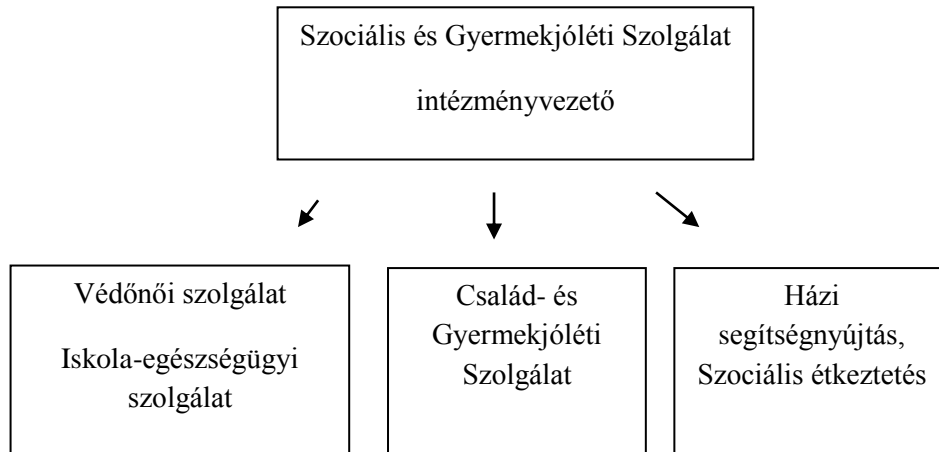 Szociális és Gyermekjóléti Szolgálat
intézményvezető
Védőnői szolgálat
Iskola-egészségügyi
szolgálat
Család- és
Gyermekjóléti
Szolgálat
Házi
segítségnyújtás,
Szociális étkeztetés